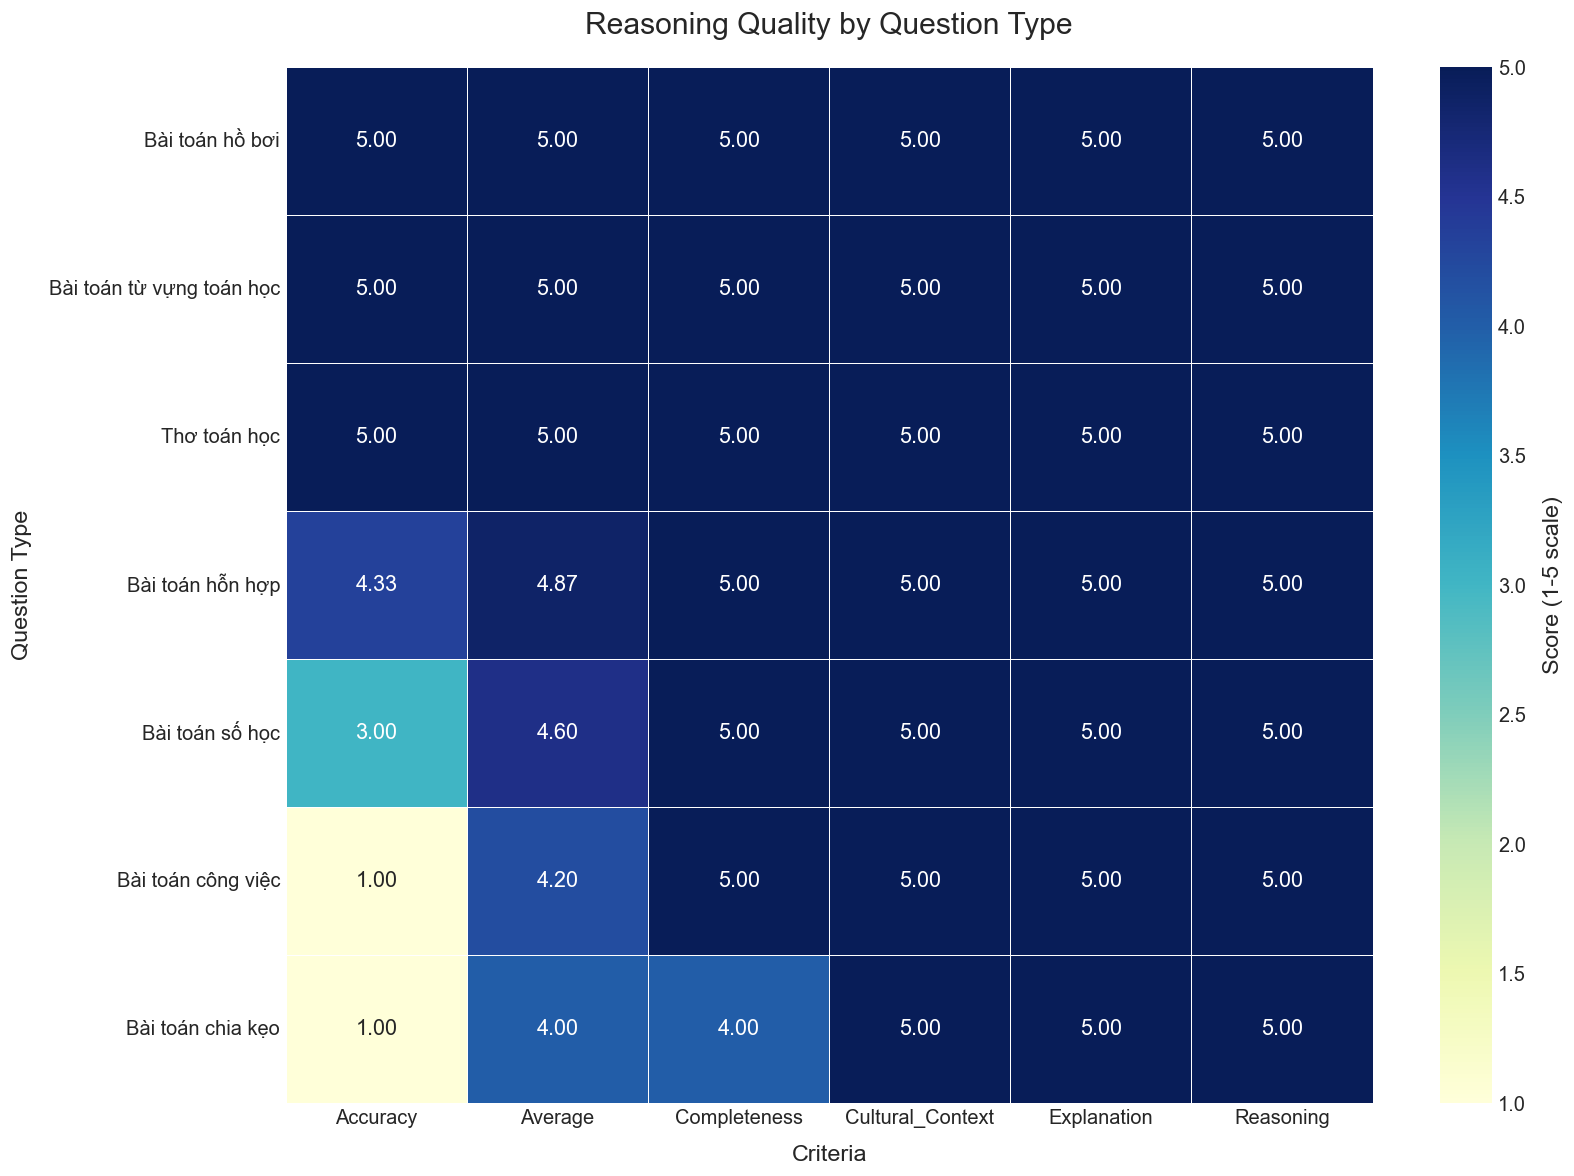 Reasoning Quality by Question Type
Question Type
Bài toán hồ bơi 5.00 5.00 5.00 5.00 5.00 5.00
Bài toán từ vựng toán học 5.00 5.00 5.00 5.00 5.00 5.00
Thơ toán học 5.00 5.00 5.00 5.00 5.00 5.00
Bài toán hỗn hợp 4.33 4.87 5.00 5.00 5.00 5.00
Bài toán số học 3.00 4.60 5.00 5.00 5.00 5.00
Bài toán công việc 1.00 4.20 5.00 5.00 5.00 5.00
Bài toán chia kẹo 1.00 4.00 4.00 5.00 5.00 5.00
Accuracy Average Completeness Cultural_Context Explanation Reasoning
Criteria
5.0
4.5
4.0
3.5
3.0
2.5
2.0
1.5
1.0
Score (1-5 scale)